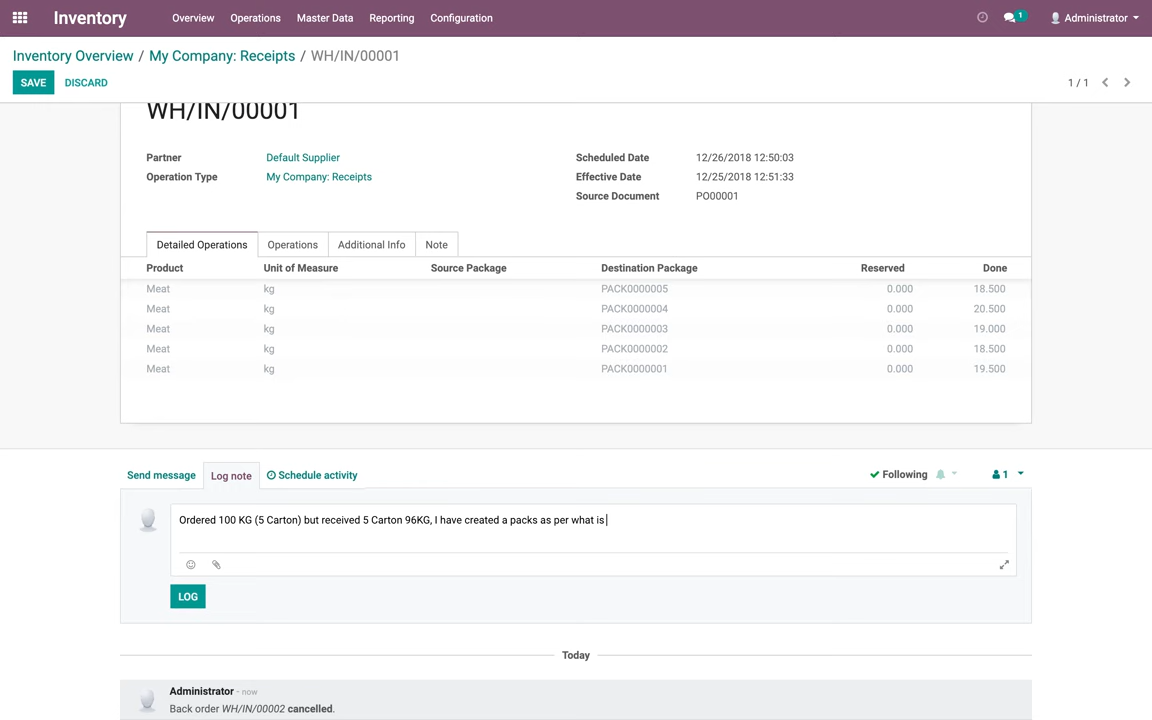 Inventory Overview Operations Master Data Reporting Configuration 1 Administrator
Inventory Overview / My Company: Receipts / WH/IN/00001
SAVE DISCARD 1 / 1
WH/IN/00001
Partner Default Supplier Scheduled Date 12/26/2018 12:50:03
Operation Type My Company: Receipts Effective Date 12/25/2018 12:51:33
Source Document PO00001
Detailed Operations Operations Additional Info Note
Product Unit of Measure Source Package Destination Package Reserved Done
Meat kg PACK0000005 0.000 18.500
Meat kg PACK0000004 0.000 20.500
Meat kg PACK0000003 0.000 19.000
Meat kg PACK0000002 0.000 18.500
Meat kg PACK0000001 0.000 19.500
Send message Log note Schedule activity Following 1
Ordered 100 KG (5 Carton) but received 5 Carton 96KG, I have created a packs as per what is
LOG
Today
Administrator - now
Back order WH/IN/00002 cancelled.